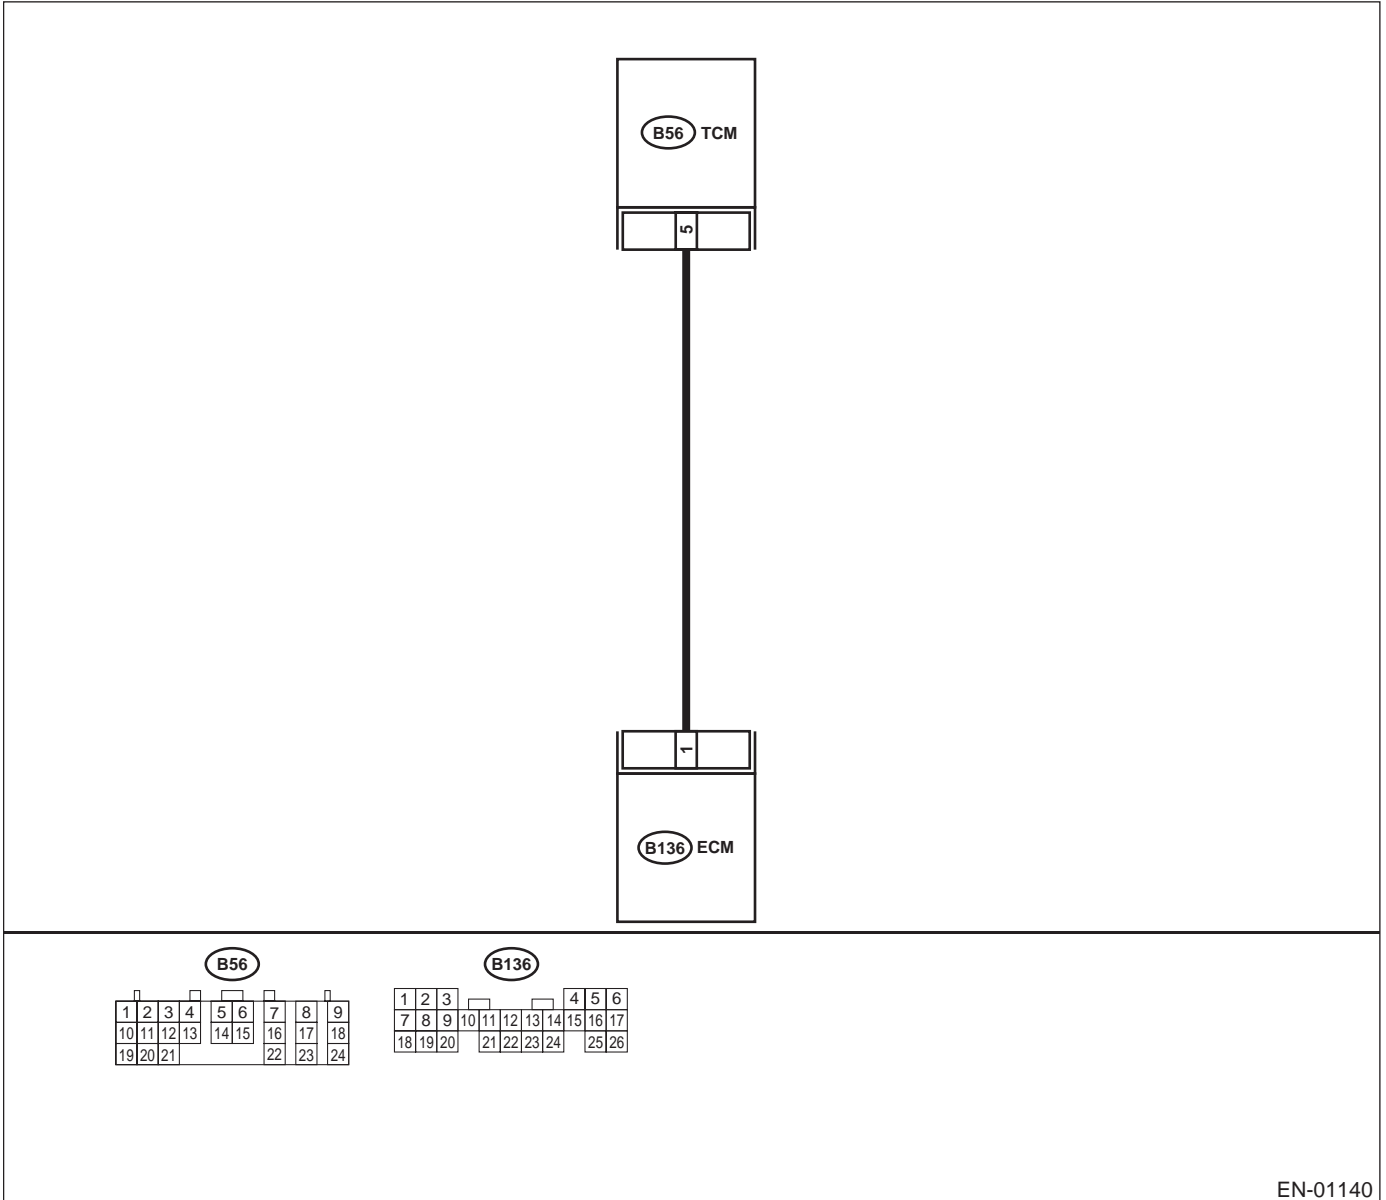 B56 TCM
5
1
B136 ECM
B56
1 2 3 4 5 6 7 8 9
10 11 12 13 14 15 16 17 18
19 20 21 22 23 24
B136
1 2 3 4 5 6
7 8 9 10 11 12 13 14 15 16 17
18 19 20 21 22 23 24 25 26
EN-01140